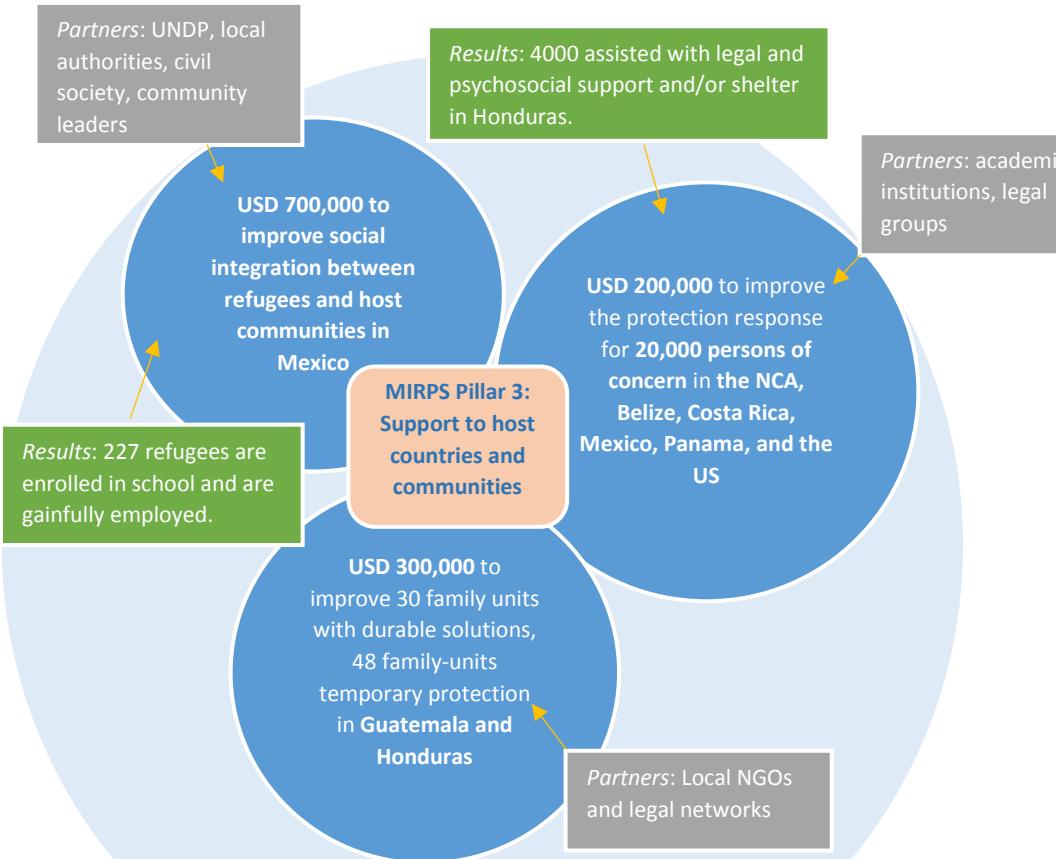 Partners: UNDP, local
authorities, civil
society, community
leaders
Results: 4000 assisted with legal and
psychosocial support and/or shelter
in Honduras.
Partners: academi
institutions, legal
groups
USD 700,000 to
improve social
integration between
refugees and host
communities in
Mexico
USD 200,000 to improve
the protection response
for 20,000 persons of
concern in the NCA,
Belize, Costa Rica,
Mexico, Panama, and the
US
MIRPS Pillar 3:
Support to host
countries and
communities
Results: 227 refugees are
enrolled in school and are
gainfully employed.
USD 300,000 to
improve 30 family units
with durable solutions,
48 family-units
temporary protection
in Guatemala and
Honduras
Partners: Local NGOs
and legal networks